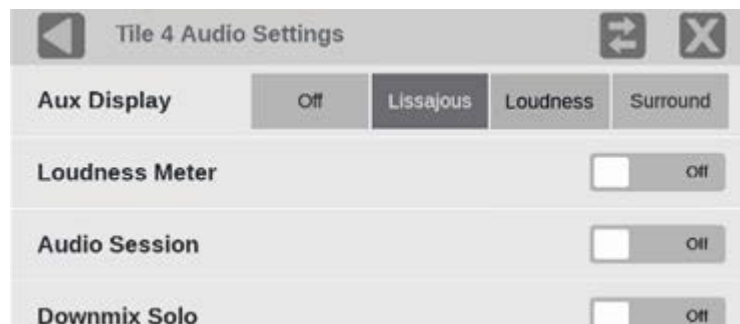 Tile 4 Audio Settings
Aux Display Off Lissajous Loudness Surround
Loudness Meter Off
Audio Session Off
Downmix Solo Off